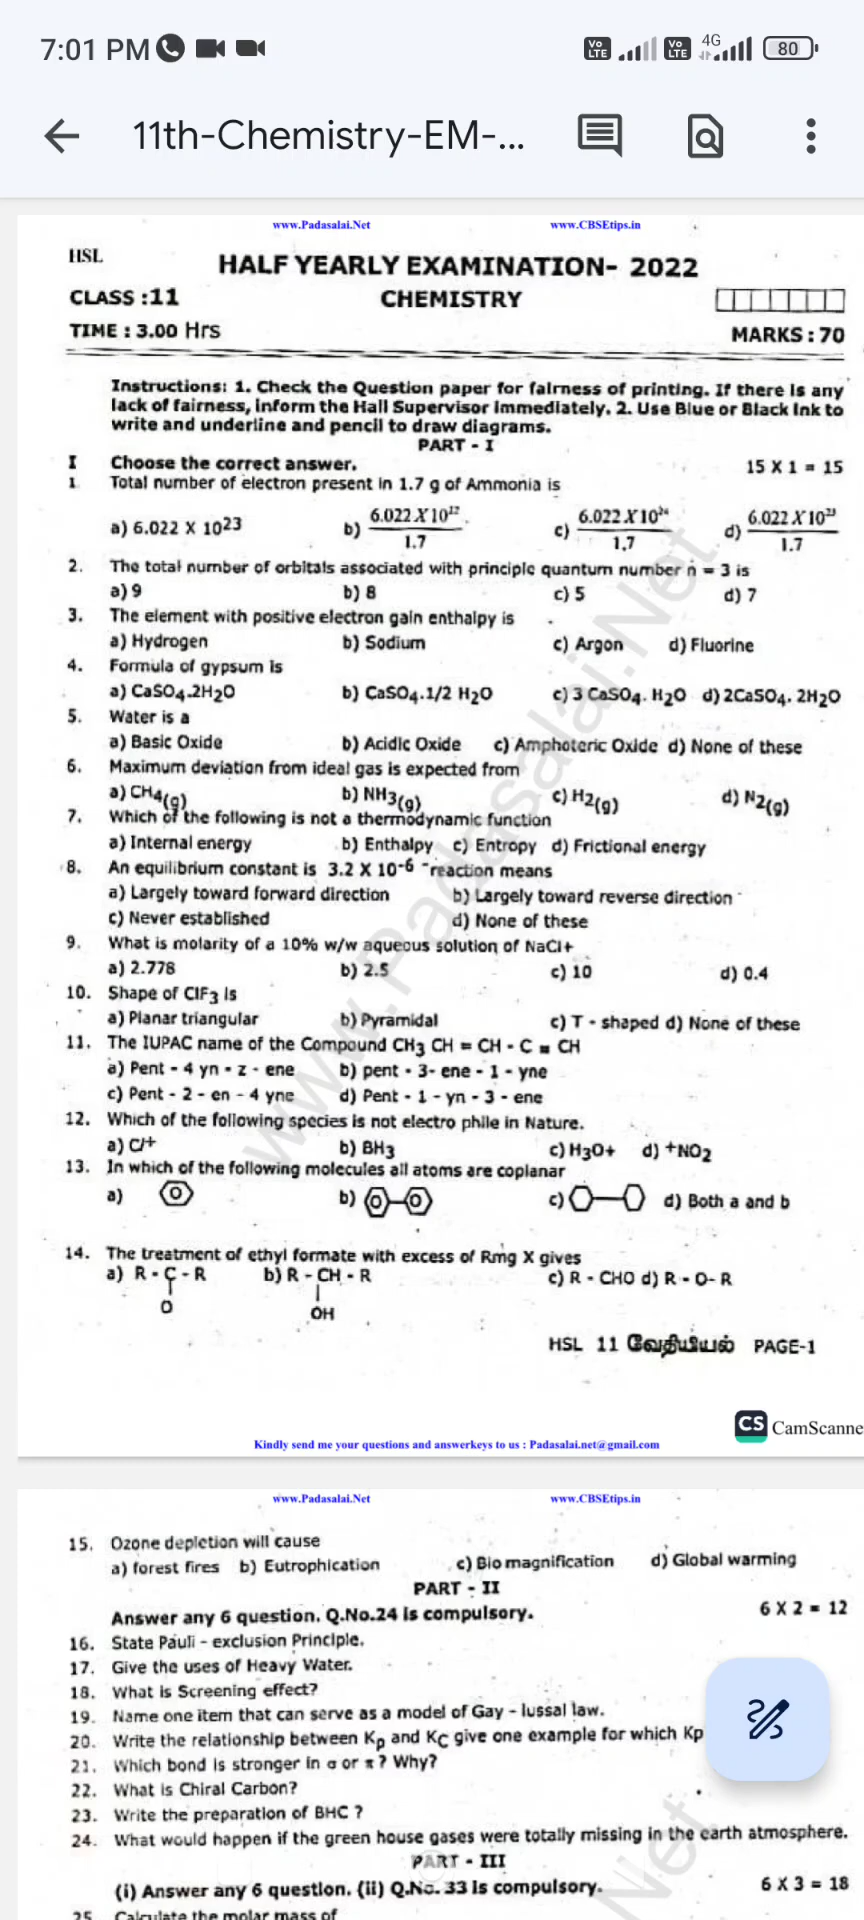 7:01 PM
Vo LTE Vo LTE 4G 80
11th-Chemistry-EM-...
www.Padasalai.Net www.CBSEtips.in
HSL
HALF YEARLY EXAMINATION- 2022
CLASS :11 CHEMISTRY
TIME : 3.00 Hrs MARKS : 70
Instructions: 1. Check the Question paper for fairness of printing. If there is any
lack of fairness, inform the Hall Supervisor immediately. 2. Use Blue or Black Ink to
write and underline and pencil to draw diagrams.
PART - I
I Choose the correct answer. 15 X 1 = 15
1 Total number of electron present in 1.7 g of Ammonia is
a) 6.022 X 10²³ b) 6.022 X 10²² / 1.7 c) 6.022 X 10²⁴ / 1.7 d) 6.022 X 10²³ / 1.7
2. The total number of orbitals associated with principle quantum number n = 3 is
a) 9 b) 8 c) 5 d) 7
3. The element with positive electron gain enthalpy is
a) Hydrogen b) Sodium c) Argon d) Fluorine
4. Formula of gypsum is
a) CaSO₄.2H₂O b) CaSO₄.1/2 H₂O c) 3 CaSO₄. H₂O d) 2CaSO₄. 2H₂O
5. Water is a
a) Basic Oxide b) Acidic Oxide c) Amphoteric Oxide d) None of these
6. Maximum deviation from ideal gas is expected from
a) CH₄(g) b) NH₃(g) c) H₂(g) d) N₂(g)
7. Which of the following is not a thermodynamic function
a) Internal energy b) Enthalpy c) Entropy d) Frictional energy
8. An equilibrium constant is 3.2 X 10⁻⁶ reaction means
a) Largely toward forward direction b) Largely toward reverse direction
c) Never established d) None of these
9. What is molarity of a 10% w/w aqueous solution of NaCl+
a) 2.778 b) 2.5 c) 10 d) 0.4
10. Shape of ClF₃ is
a) Planar triangular b) Pyramidal c) T - shaped d) None of these
11. The IUPAC name of the Compound CH₃ CH = CH - C ≡ CH
a) Pent - 4 yn - z - ene b) pent - 3- ene - 1 - yne
c) Pent - 2 - en - 4 yne d) Pent - 1 - yn - 3 - ene
12. Which of the following species is not electro phile in Nature.
a) Cl+ b) BH₃ c) H₃O+ d) +NO₂
13. In which of the following molecules all atoms are coplanar
a) b) c) d) Both a and b
14. The treatment of ethyl formate with excess of Rmg X gives
a) R - C - R b) R - CH - R c) R - CHO d) R - O- R
O OH
HSL 11 வேதியியல் PAGE-1
CS CamScanne
Kindly send me your questions and answerkeys to us : Padasalai.net@gmail.com
www.Padasalai.Net www.CBSEtips.in
15. Ozone depletion will cause
a) forest fires b) Eutrophication c) Bio magnification d) Global warming
PART - II
Answer any 6 question. Q.No.24 is compulsory. 6 X 2 = 12
16. State Pauli - exclusion Principle.
17. Give the uses of Heavy Water.
18. What is Screening effect?
19. Name one item that can serve as a model of Gay - lussal law.
20. Write the relationship between Kₚ and Kc give one example for which Kp
21. Which bond is stronger in σ or π? Why?
22. What is Chiral Carbon?
23. Write the preparation of BHC ?
24. What would happen if the green house gases were totally missing in the earth atmosphere.
PART - III
(i) Answer any 6 question. (ii) Q.No. 33 is compulsory. 6 X 3 = 18
25 Calculate the molar mass of
www.Padasalai.Net
Net